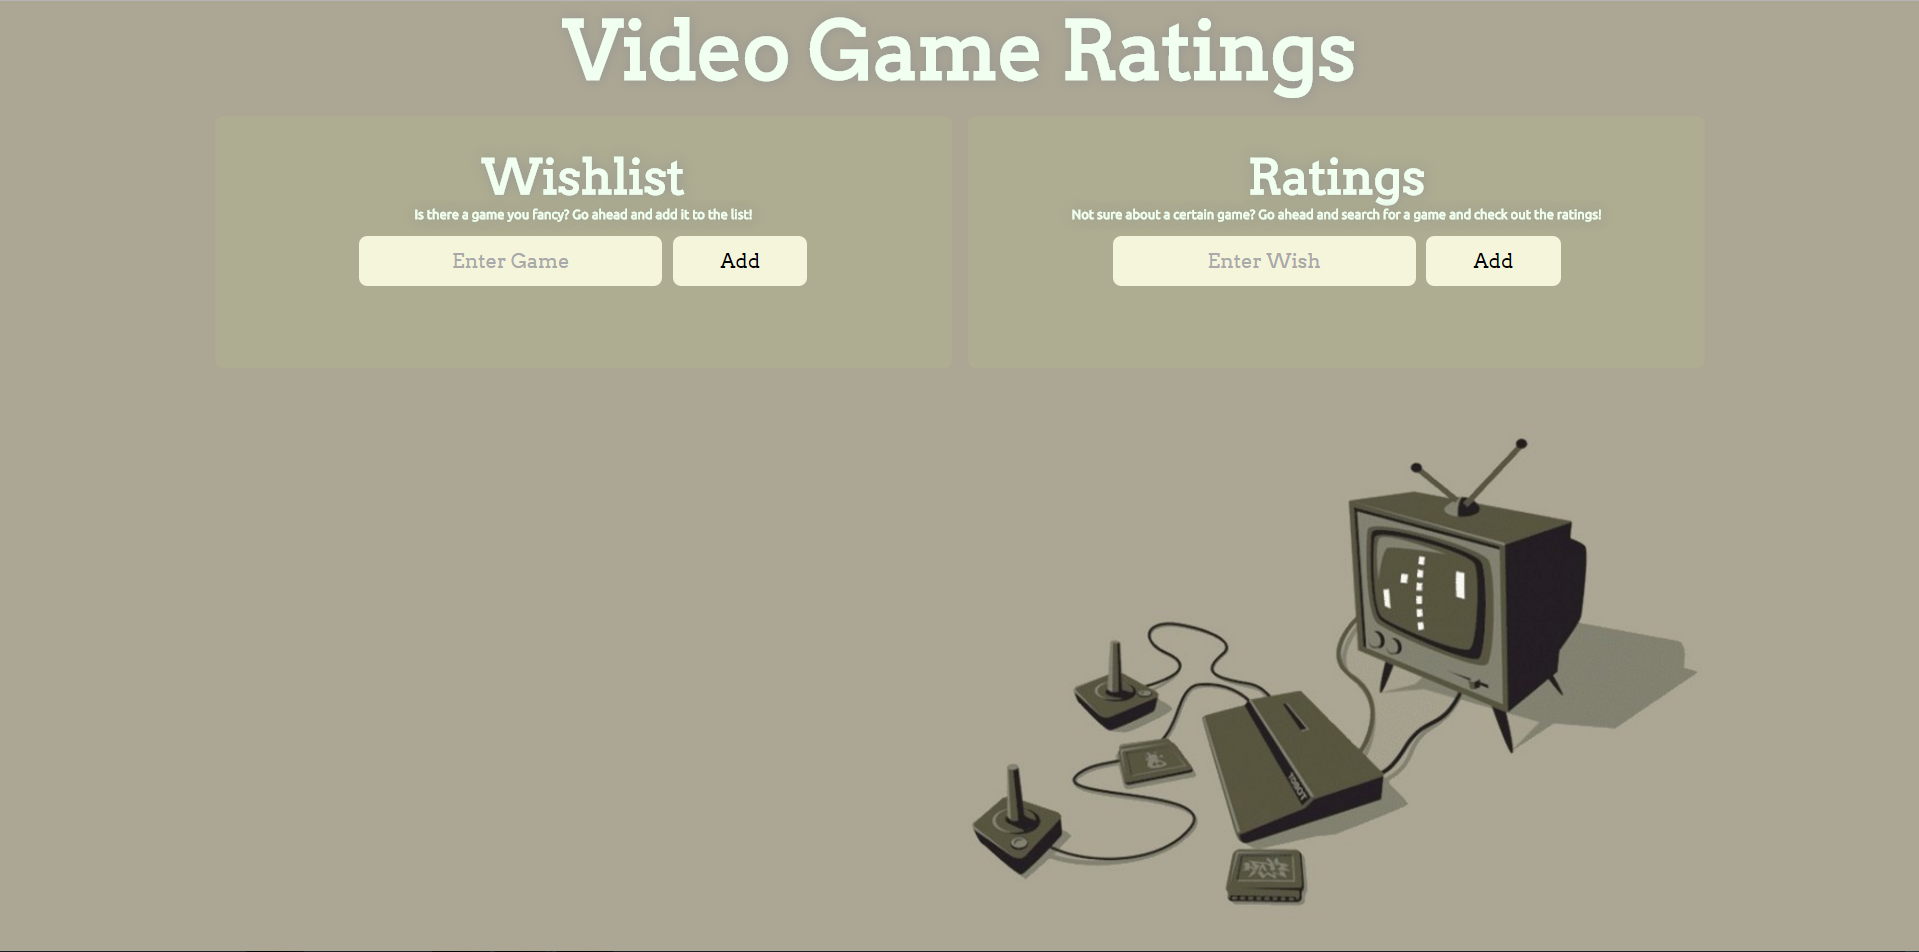 Video Game Ratings
Wishlist
Is there a game you fancy? Go ahead and add it to the list!
Enter Game
Add
Ratings
Not sure about a certain game? Go ahead and search for a game and check out the ratings!
Enter Wish
Add
YOBOT